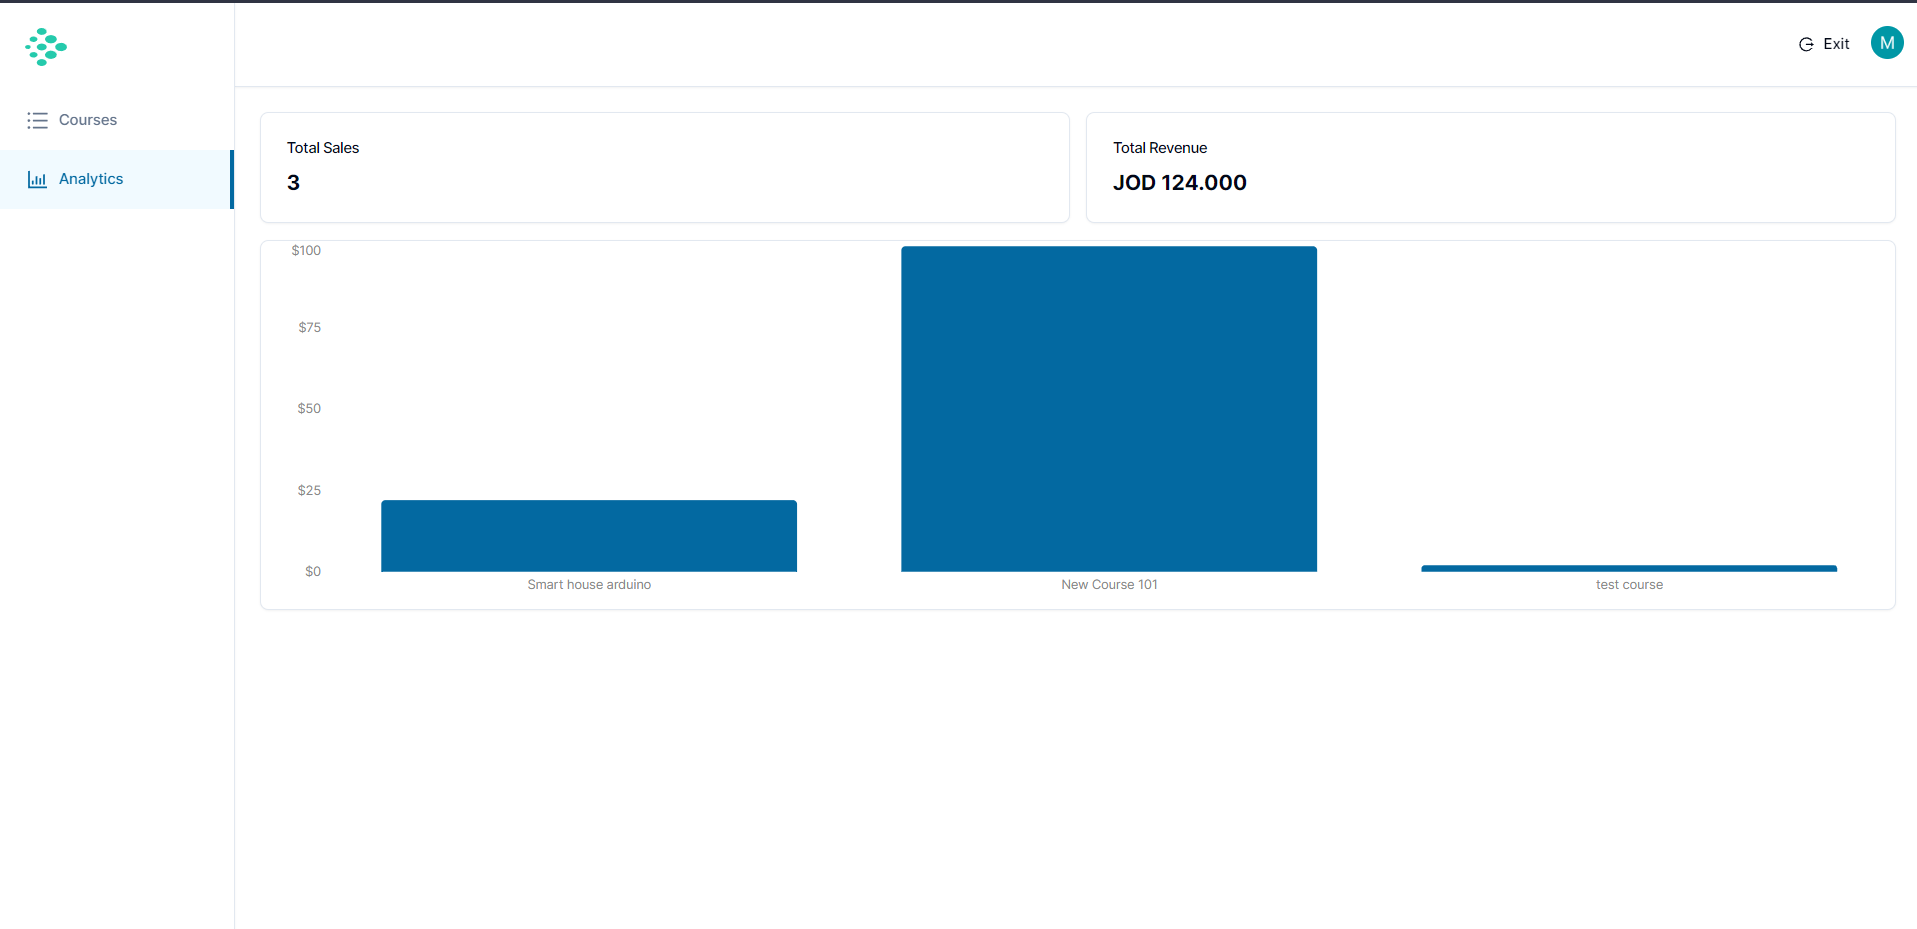 Exit
M
Courses
Analytics
Total Sales
3
Total Revenue
JOD 124.000
$100
$75
$50
$25
$0
Smart house arduino
New Course 101
test course